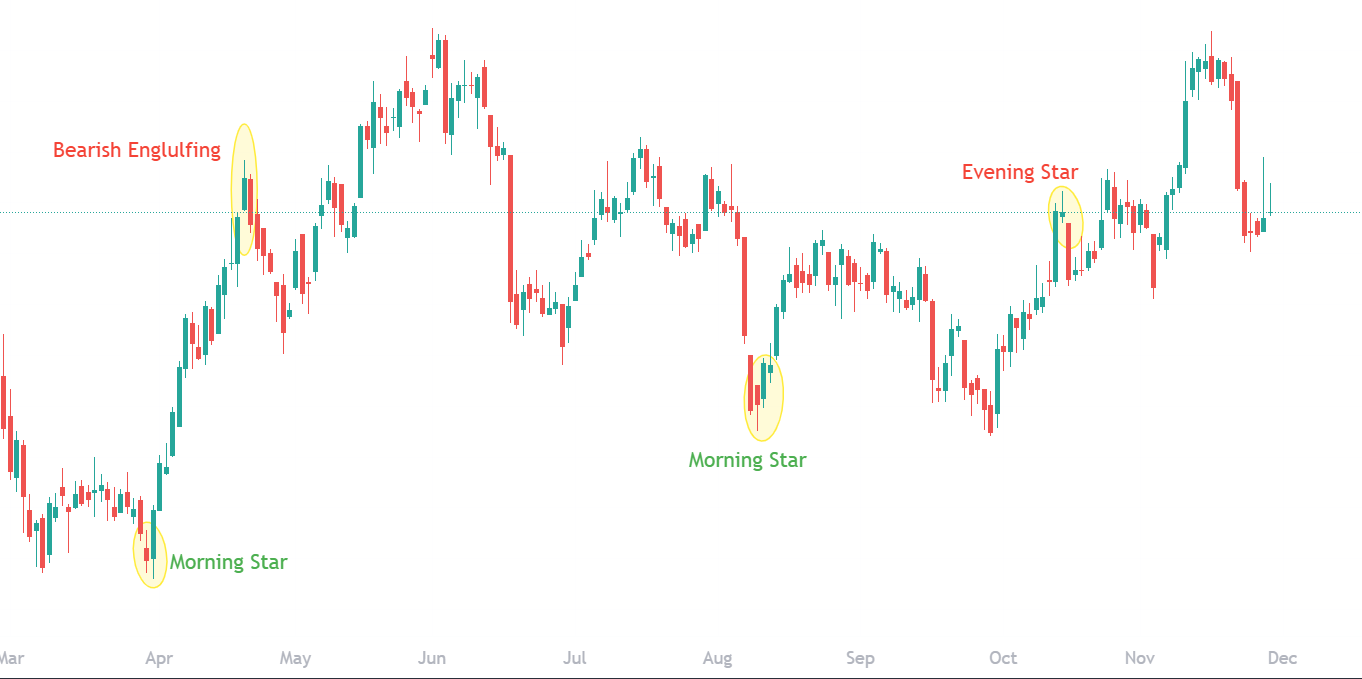 Bearish Englulfing
Evening Star
Morning Star
Morning Star
Mar Apr May Jun Jul Aug Sep Oct Nov Dec